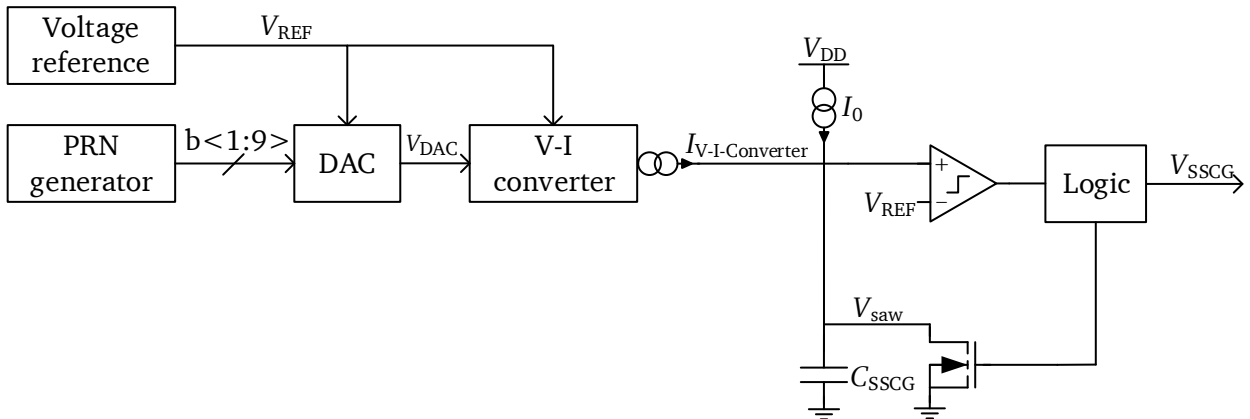 Voltage
reference
V_REF
PRN
generator
b<1:9>
DAC
V_DAC
V-I
converter
I_V-I-Converter
V_DD
I_0
+
V_REF
−
Logic
V_SSCG
V_saw
C_SSCG